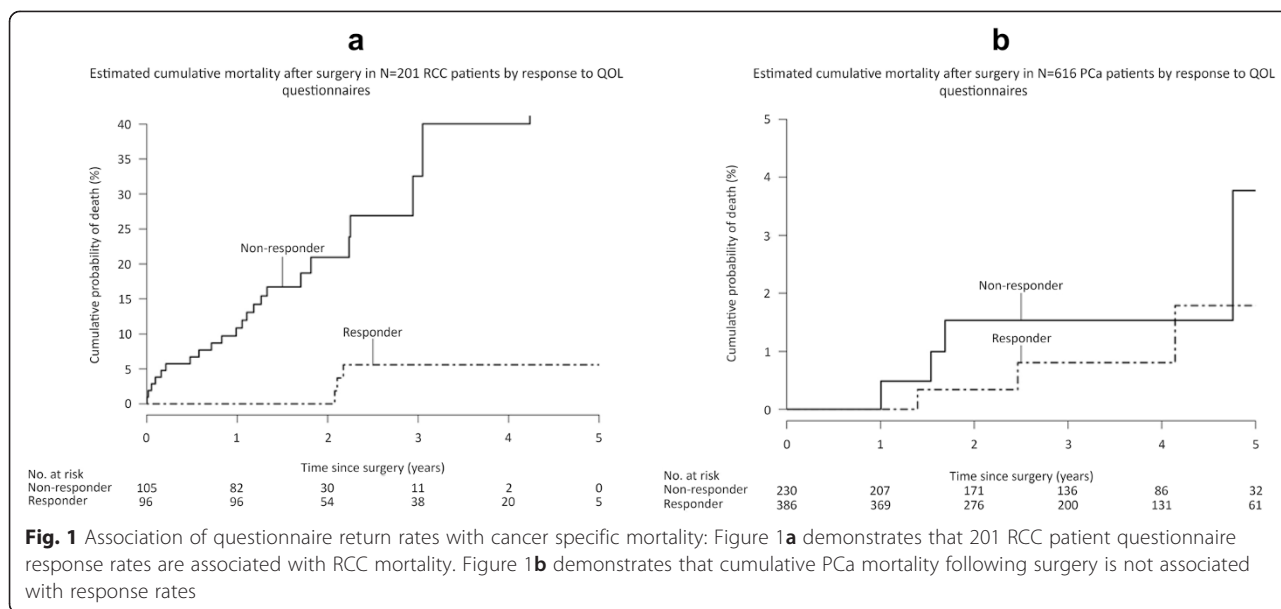 a
Estimated cumulative mortality after surgery in N=201 RCC patients by response to QOL
questionnaires
40
35
30
25
20
15
10
5
0
Cumulative probability of death (%)
Non-responder
Responder
0 1 2 3 4 5
Time since surgery (years)
No. at risk
Non-responder 105 82 30 11 2 0
Responder 96 96 54 38 20 5
b
Estimated cumulative mortality after surgery in N=616 PCa patients by response to QOL
questionnaires
5
4
3
2
1
0
Cumulative probability of death (%)
Non-responder
Responder
0 1 2 3 4 5
Time since surgery (years)
No. at risk
Non-responder 230 207 171 136 86 32
Responder 386 369 276 200 131 61
Fig. 1 Association of questionnaire return rates with cancer specific mortality: Figure 1a demonstrates that 201 RCC patient questionnaire
response rates are associated with RCC mortality. Figure 1b demonstrates that cumulative PCa mortality following surgery is not associated
with response rates